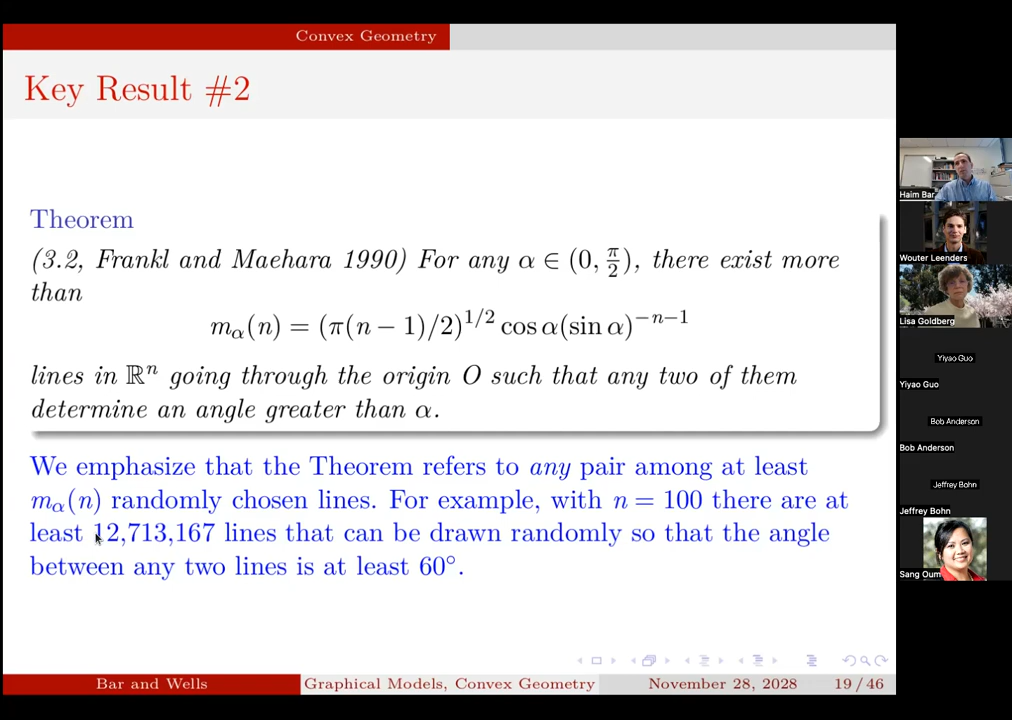 Convex Geometry
Key Result #2
Theorem
(3.2, Frankl and Maehara 1990) For any α ∈ (0, π/2), there exist more
than
mα(n) = (π(n − 1)/2)^{1/2} cos α(sin α)^{−n−1}
lines in ℝⁿ going through the origin O such that any two of them
determine an angle greater than α.
We emphasize that the Theorem refers to any pair among at least
mα(n) randomly chosen lines. For example, with n = 100 there are at
least 12,713,167 lines that can be drawn randomly so that the angle
between any two lines is at least 60°.
Bar and Wells
Graphical Models, Convex Geometry
November 28, 2028
19 / 46
Haim Bar
Wouter Leenders
Lisa Goldberg
Yiyao Guo
Yiyao Guo
Bob Anderson
Bob Anderson
Jeffrey Bohn
Jeffrey Bohn
Sang Oum